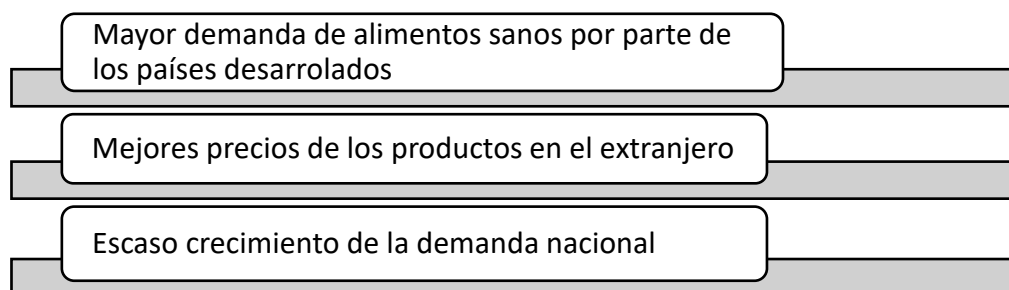 Mayor demanda de alimentos sanos por parte de
los países desarrolados
Mejores precios de los productos en el extranjero
Escaso crecimiento de la demanda nacional